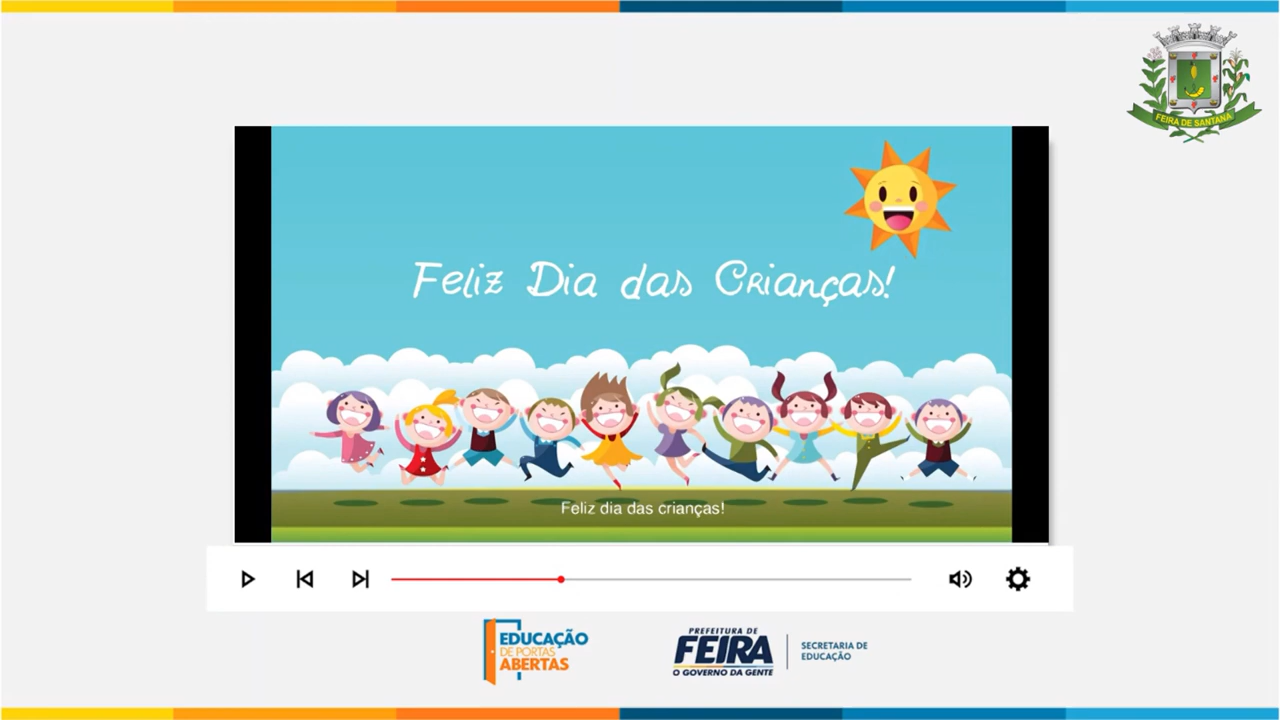 FEIRA DE SANTANA
Feliz Dia das Crianças!
Feliz dia das crianças!
EDUCAÇÃO
DE PORTAS
ABERTAS
PREFEITURA DE
FEIRA
O GOVERNO DA GENTE
SECRETARIA DE
EDUCAÇÃO